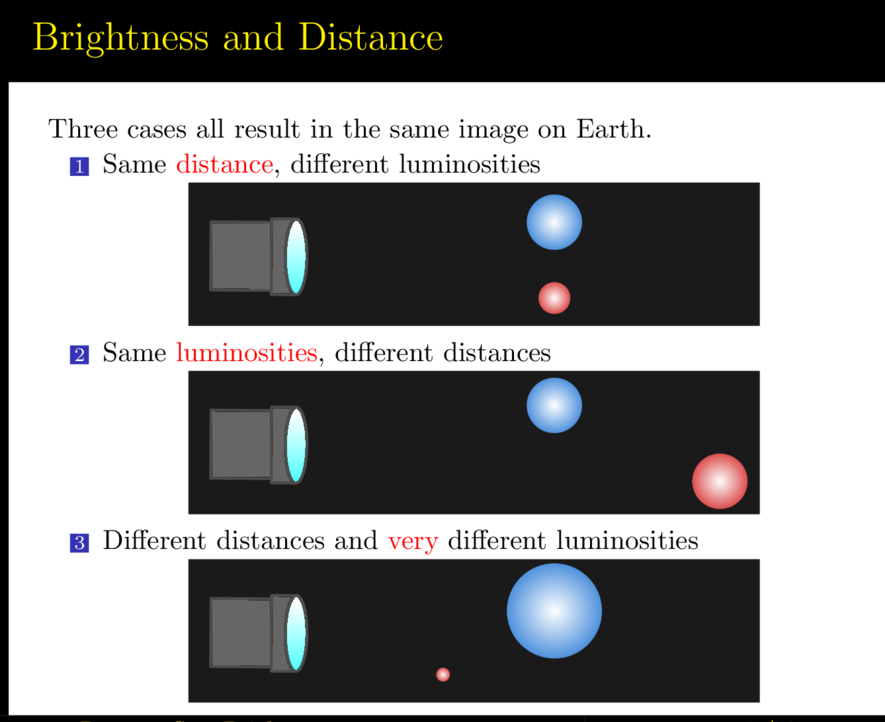 Brightness and Distance
Three cases all result in the same image on Earth.
1 Same distance, different luminosities
2 Same luminosities, different distances
3 Different distances and very different luminosities